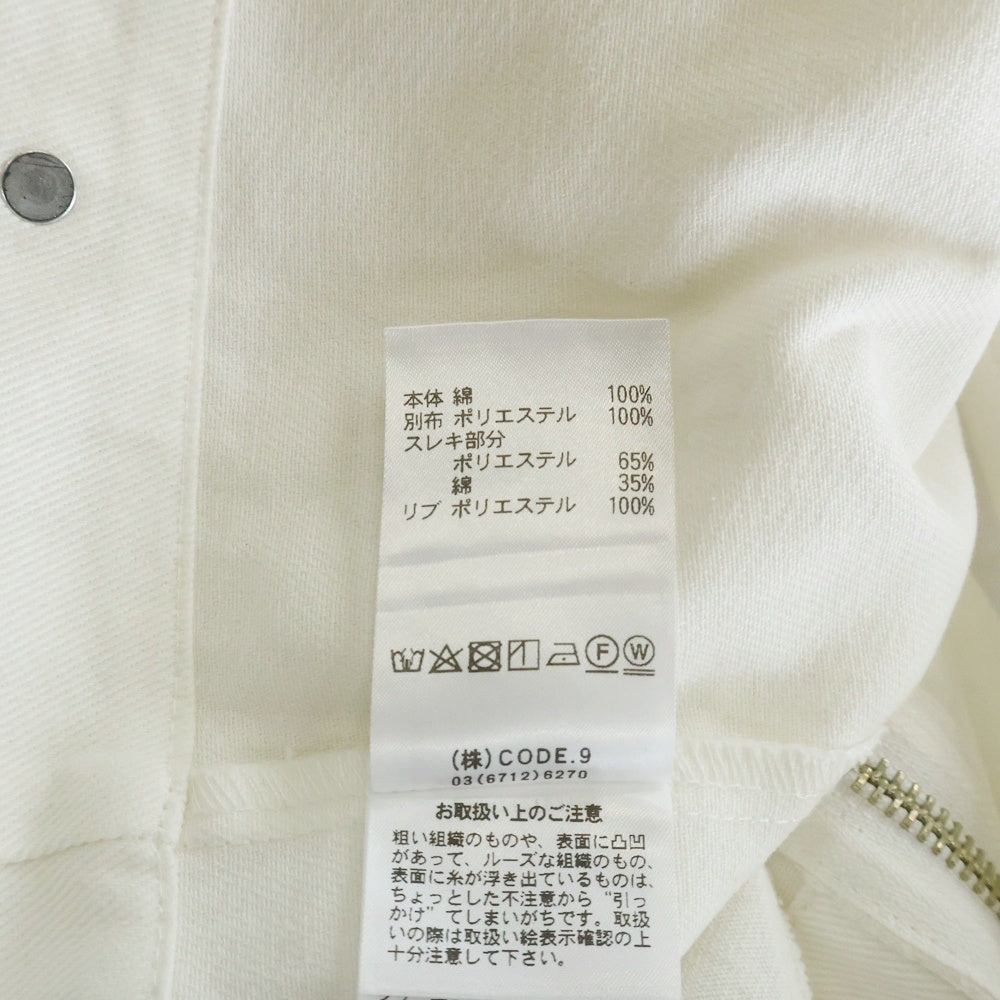 本体 綿 100%
別布 ポリエステル 100%
スレキ部分
ポリエステル 65%
綿 35%
リブ ポリエステル 100%
F W
(株)CODE.9
03(6712)6270
お取扱い上のご注意
粗い組織のものや、表面に凸凹
があって、ルーズな組織のもの、
表面に糸が浮き出ているものは、
ちょっとした不注意から“引っ
かけ”てしまいがちです。取扱
いの際は取扱い絵表示確認の上
十分注意して下さい。